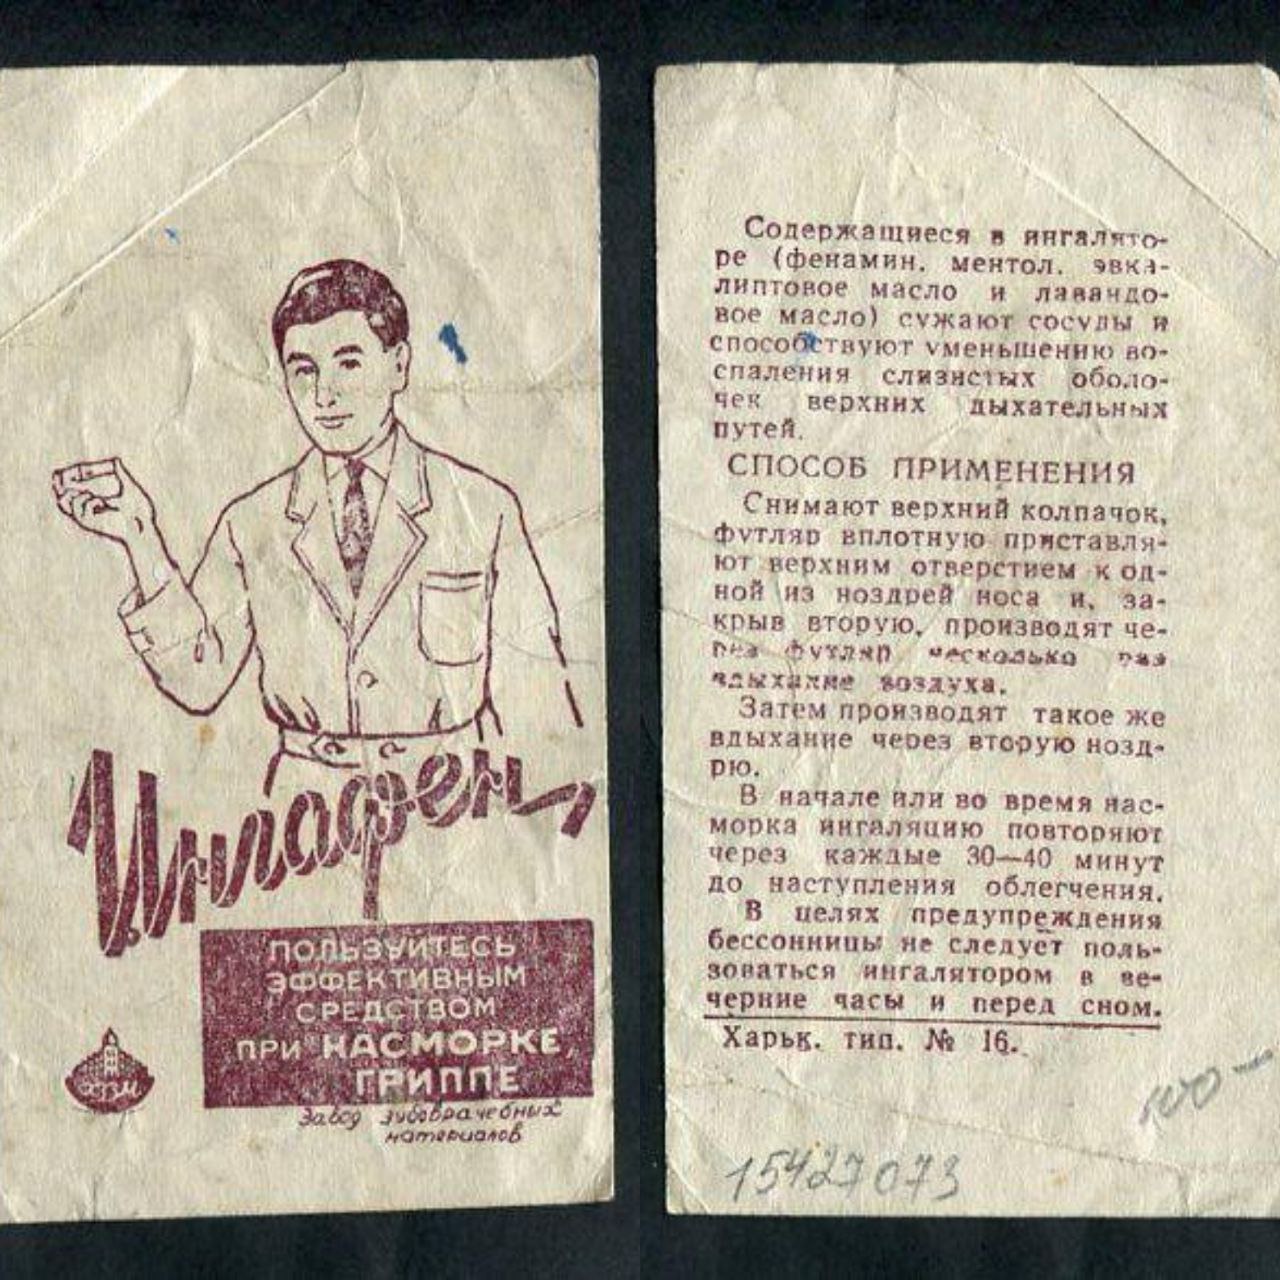 Ингафен
ПОЛЬЗУЙТЕСЬ
ЭФФЕКТИВНЫМ
СРЕДСТВОМ
ПРИ НАСМОРКЕ,
ГРИППЕ
ХЗЗМ
Завод зубоврачебных
материалов
Содержащиеся в ингалято-
ре (фенамин, ментол, эвка-
липтовое масло и лавандо-
вое масло) сужают сосуды и
способствуют уменьшению во-
спаления слизистых оболо-
чек верхних дыхательных
путей.
СПОСОБ ПРИМЕНЕНИЯ
Снимают верхний колпачок,
футляр вплотную приставля-
ют верхним отверстием к од-
ной из ноздрей носа и, за-
крыв вторую, производят че-
рез футляр несколько раз
вдыхание воздуха.
Затем производят такое же
вдыхание через вторую нозд-
рю.
В начале или во время нас-
морка ингаляцию повторяют
через каждые 30—40 минут
до наступления облегчения.
В целях предупреждения
бессонницы не следует поль-
зоваться ингалятором в ве-
черние часы и перед сном.
Харьк. тип. № 16.
100—
15427073